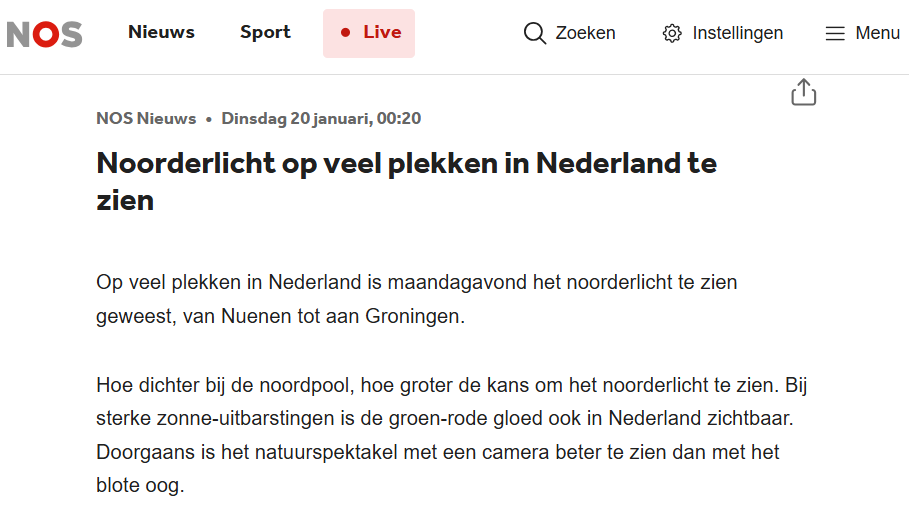 NOS Nieuws Sport Live Zoeken Instellingen Menu
NOS Nieuws • Dinsdag 20 januari, 00:20
Noorderlicht op veel plekken in Nederland te
zien
Op veel plekken in Nederland is maandagavond het noorderlicht te zien
geweest, van Nuenen tot aan Groningen.
Hoe dichter bij de noordpool, hoe groter de kans om het noorderlicht te zien. Bij
sterke zonne-uitbarstingen is de groen-rode gloed ook in Nederland zichtbaar.
Doorgaans is het natuurspektakel met een camera beter te zien dan met het
blote oog.